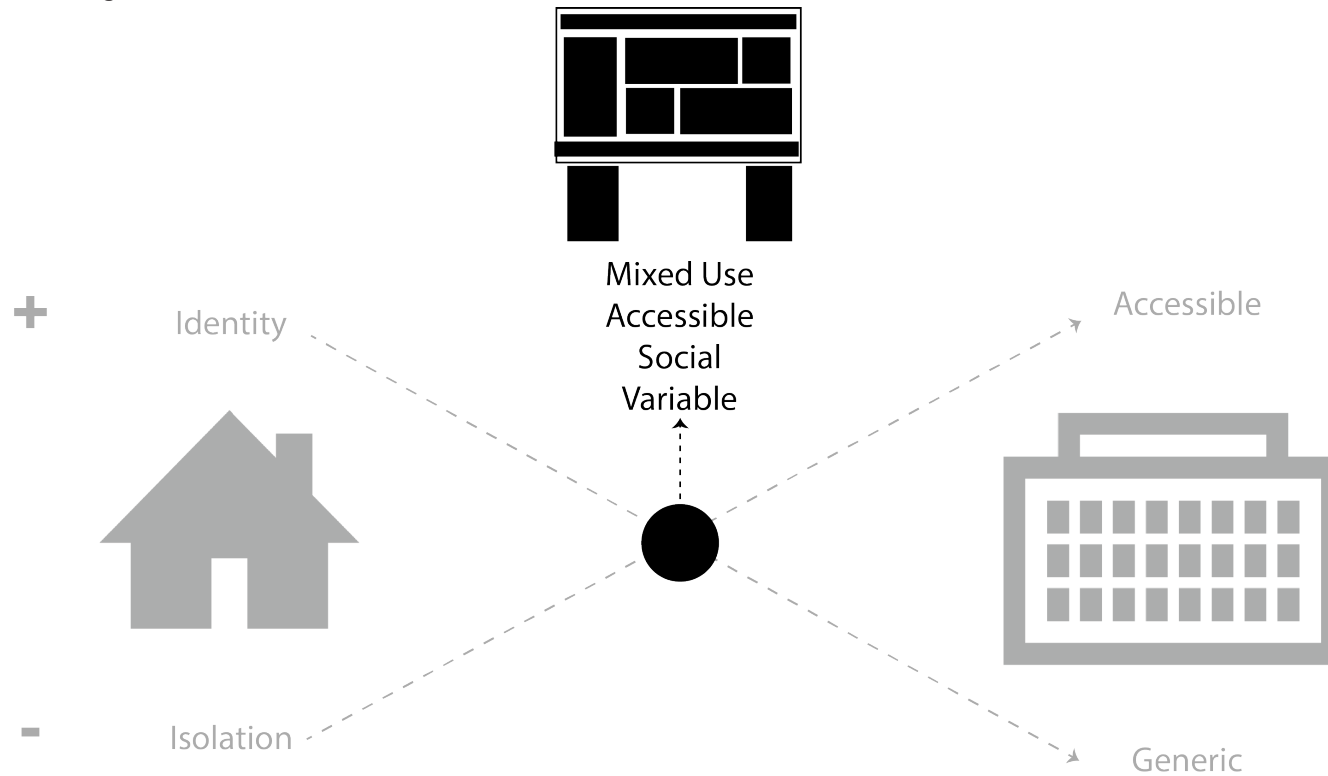 Mixed Use
Accessible
Social
Variable
+
Identity
Accessible
-
Isolation
Generic